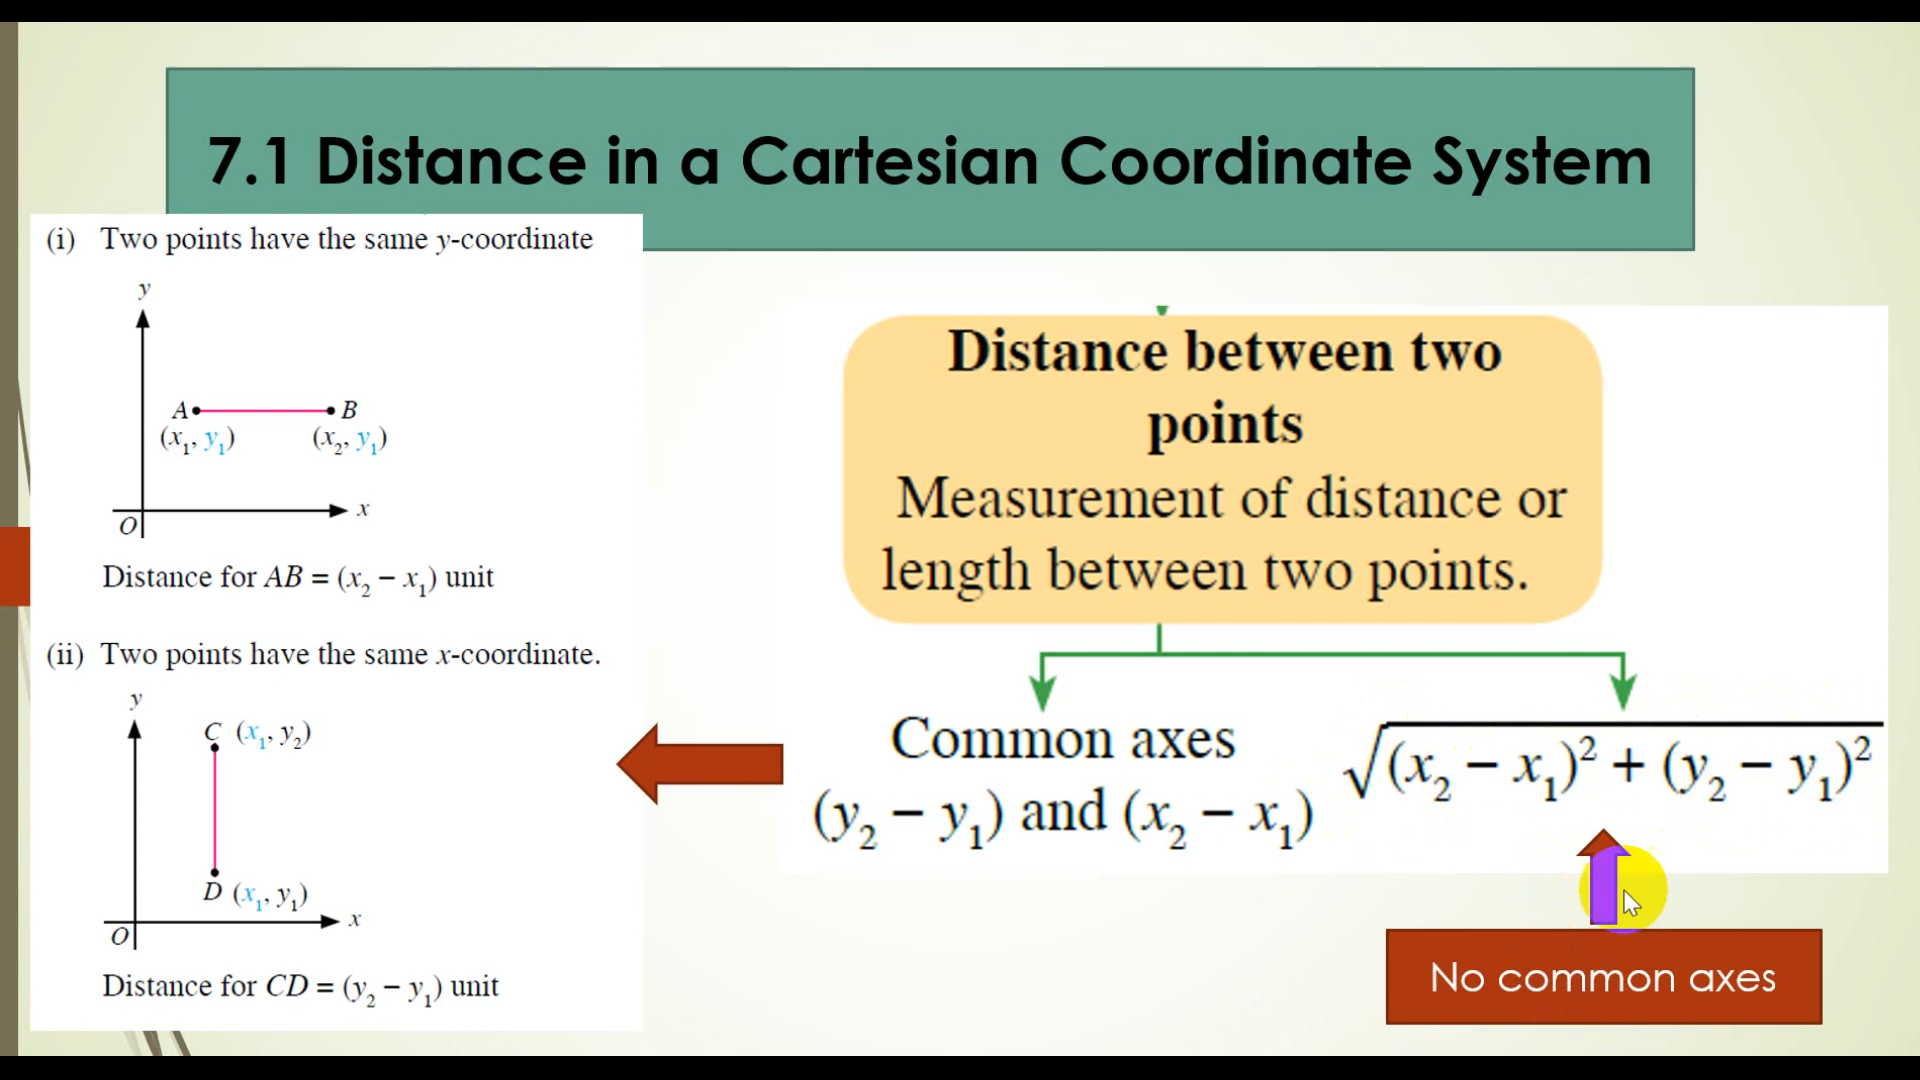 7.1 Distance in a Cartesian Coordinate System
(i) Two points have the same y-coordinate
y
A B
(x₁, y₁) (x₂, y₁)
x
O
Distance for AB = (x₂ − x₁) unit
(ii) Two points have the same x-coordinate.
y
C (x₁, y₂)
D (x₁, y₁)
x
O
Distance for CD = (y₂ − y₁) unit
Distance between two
points
Measurement of distance or
length between two points.
Common axes
(y₂ − y₁) and (x₂ − x₁)
√(x₂ − x₁)² + (y₂ − y₁)²
No common axes